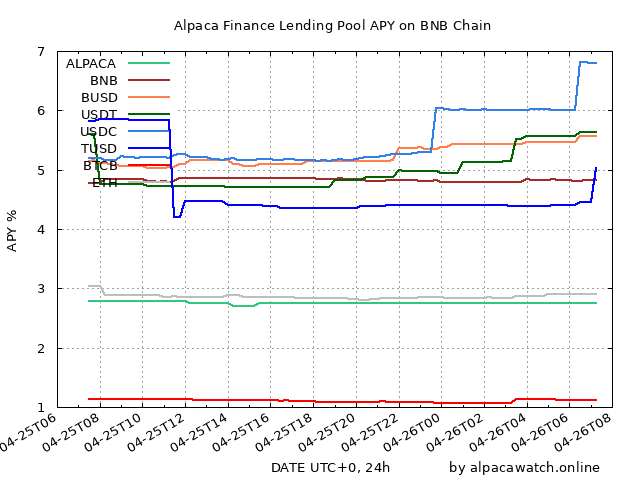 Alpaca Finance Lending Pool APY on BNB Chain
7
6
5
4
3
2
1
APY %
ALPACA
BNB
BUSD
USDT
USDC
TUSD
BTCB
ETH
04-25T06
04-25T08
04-25T10
04-25T12
04-25T14
04-25T16
04-25T18
04-25T20
04-25T22
04-26T00
04-26T02
04-26T04
04-26T06
04-26T08
DATE UTC+0, 24h
by alpacawatch.online